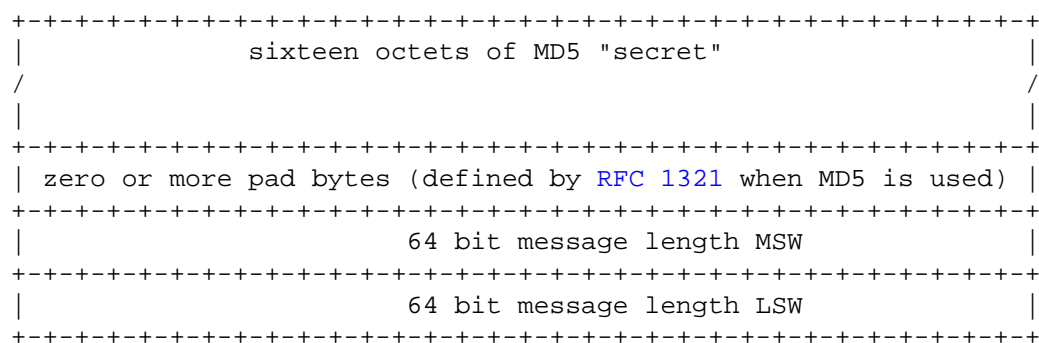 +-+-+-+-+-+-+-+-+-+-+-+-+-+-+-+-+-+-+-+-+-+-+-+-+-+-+-+-+-+-+-+-+
| sixteen octets of MD5 "secret" |
/ /
| |
+-+-+-+-+-+-+-+-+-+-+-+-+-+-+-+-+-+-+-+-+-+-+-+-+-+-+-+-+-+-+-+-+
| zero or more pad bytes (defined by RFC 1321 when MD5 is used) |
+-+-+-+-+-+-+-+-+-+-+-+-+-+-+-+-+-+-+-+-+-+-+-+-+-+-+-+-+-+-+-+-+
| 64 bit message length MSW |
+-+-+-+-+-+-+-+-+-+-+-+-+-+-+-+-+-+-+-+-+-+-+-+-+-+-+-+-+-+-+-+-+
| 64 bit message length LSW |
+-+-+-+-+-+-+-+-+-+-+-+-+-+-+-+-+-+-+-+-+-+-+-+-+-+-+-+-+-+-+-+-+